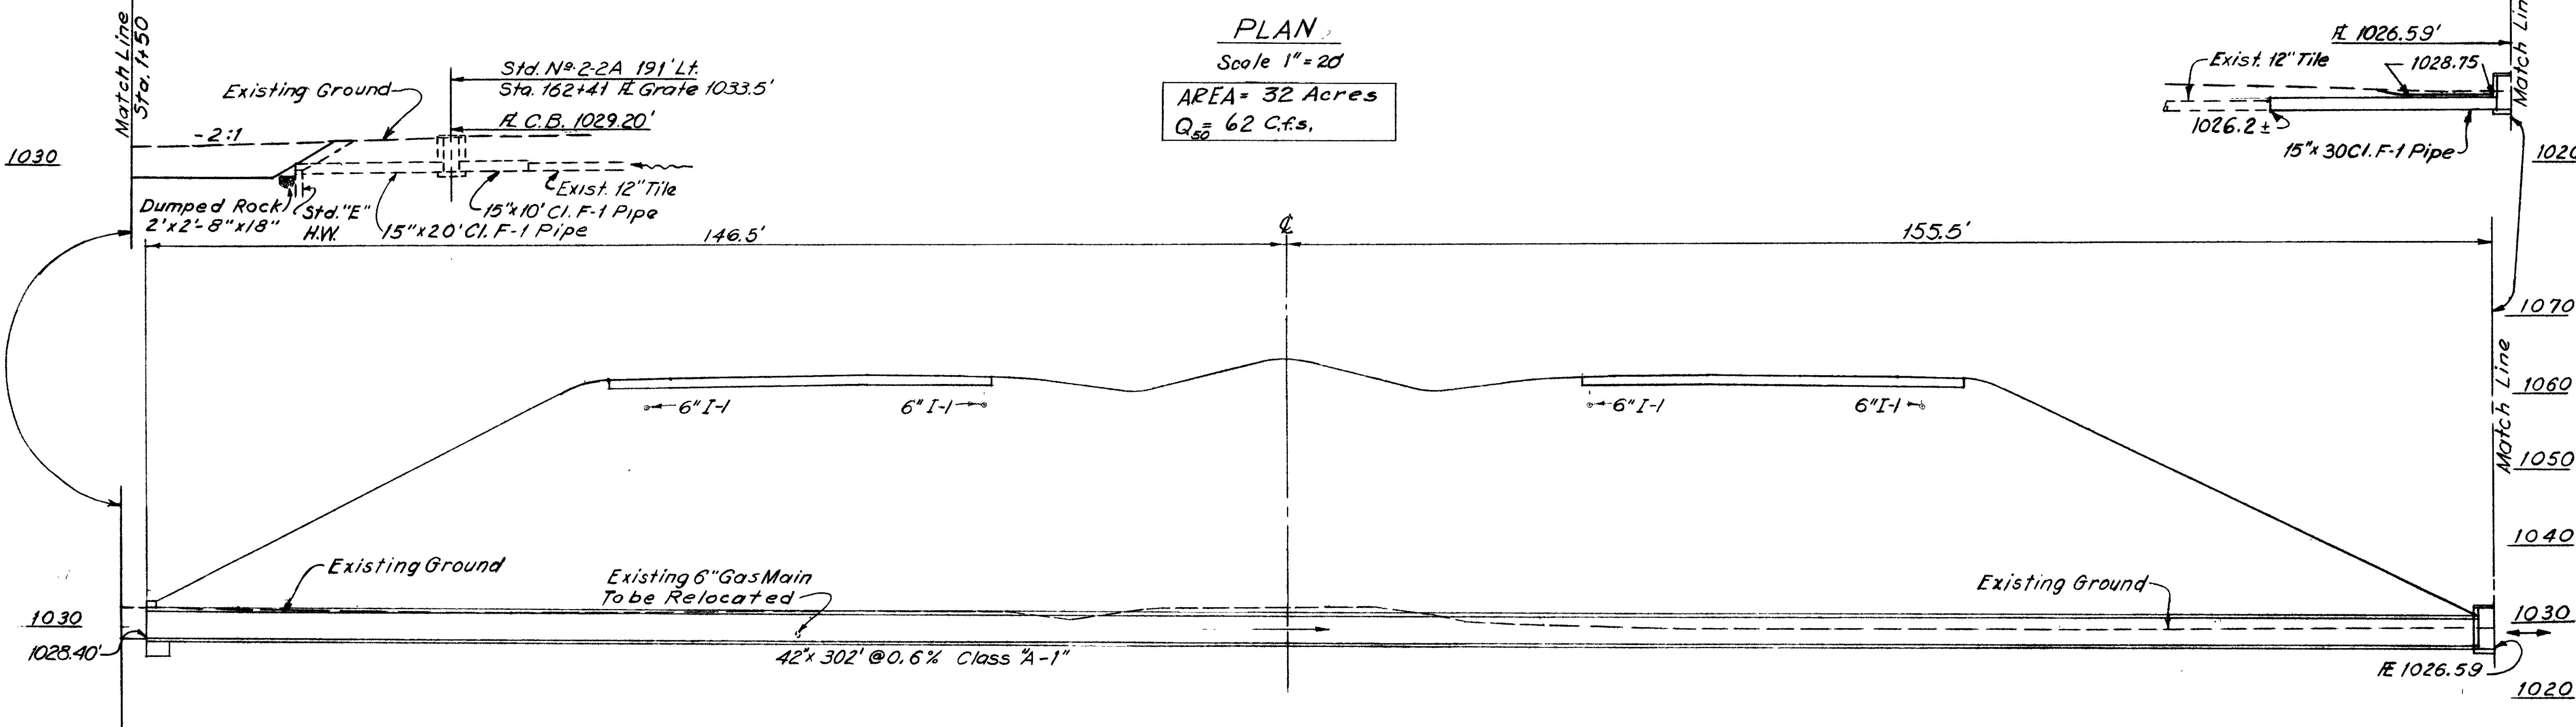 PLAN
Scale 1" = 20'
AREA = 32 Acres
Q50 = 62 C.f.s.
Match Line
Sta. 1+50
Existing Ground
Std. No. 2-2A 191' Lt.
Sta. 162+41 FL Grate 1033.5'
FL C.B. 1029.20'
-2:1
1030
Dumped Rock
2'x2'-8"x18"
Std. "E"
H.W.
15"x20' Cl. F-1 Pipe
15"x10' Cl. F-1 Pipe
Exist. 12" Tile
FL 1026.59'
Exist. 12" Tile
1028.75
Match Lin
1026.2 ±
15"x 30 Cl. F-1 Pipe
1020
146.5'
℄
155.5'
1070
1060
1050
1040
1030
1020
Match Line
6" I-1
6" I-1
6" I-1
6" I-1
Existing Ground
Existing 6" Gas Main
To be Relocated
Existing Ground
1030
1028.40'
42"x 302' @ 0.6% Class "A-1"
FL 1026.59